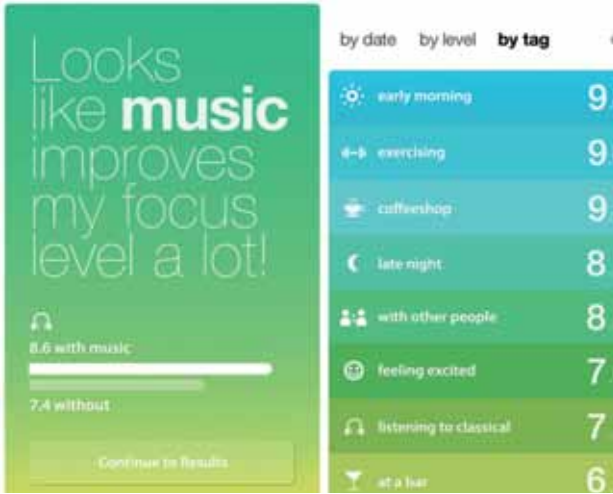 Looks
like music
improves
my focus
level a lot!
8.6 with music
7.4 without
Continue to Results
by date by level by tag
early morning 9
exercising 9
coffeeshop 9
late night 8
with other people 8
feeling excited 7
listening to classical 7
at a bar 6